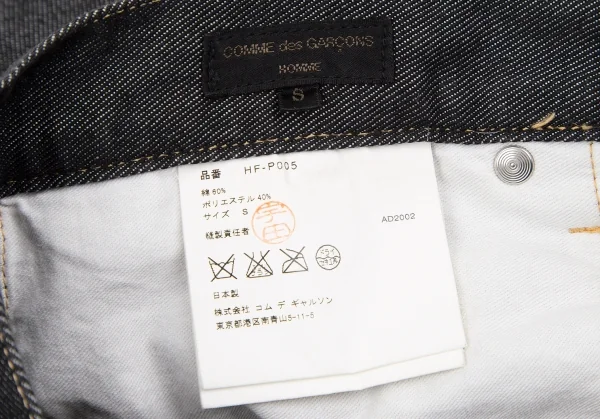 COMME des GARÇONS
HOMME
S
品番 HF-P005
綿 60%
ポリエステル 40%
サイズ S
縫製責任者
AD2002
日本製
株式会社 コム デ ギャルソン
東京都港区南青山5-11-5